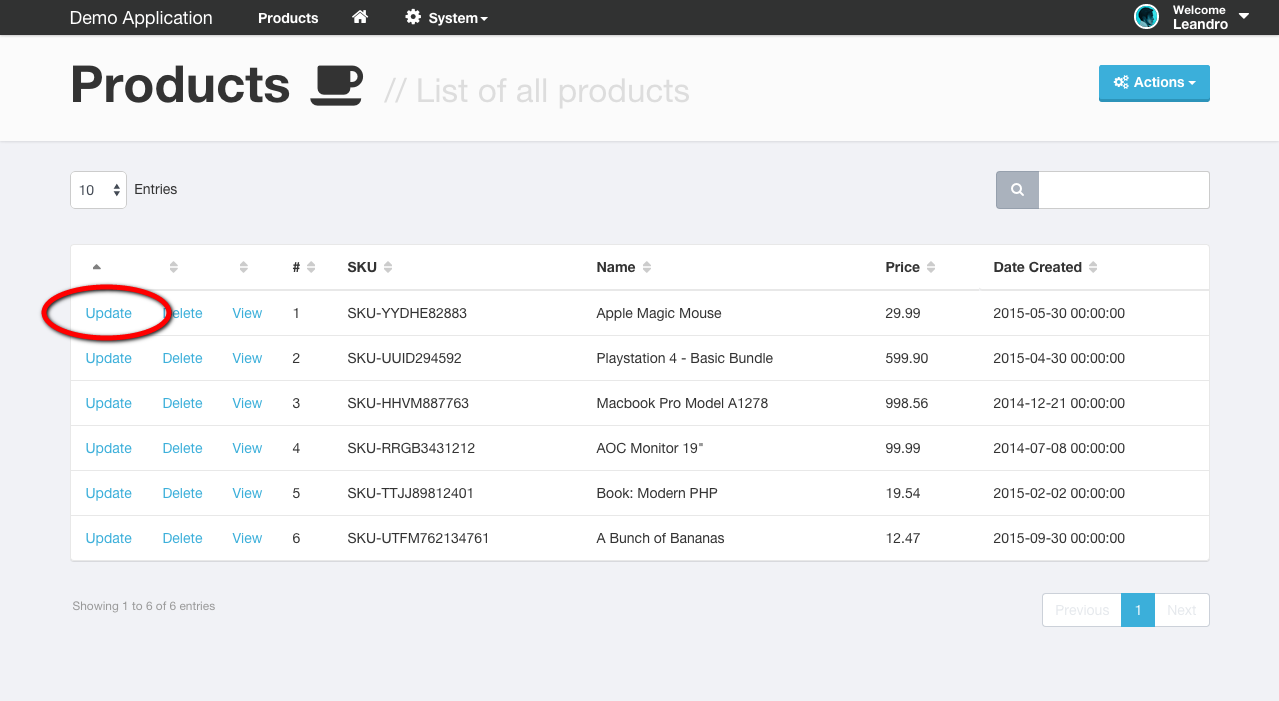 Demo Application Products System Welcome Leandro
Products // List of all products Actions
10 Entries
# SKU Name Price Date Created
Update Delete View 1 SKU-YYDHE82883 Apple Magic Mouse 29.99 2015-05-30 00:00:00
Update Delete View 2 SKU-UUID294592 Playstation 4 - Basic Bundle 599.90 2015-04-30 00:00:00
Update Delete View 3 SKU-HHVM887763 Macbook Pro Model A1278 998.56 2014-12-21 00:00:00
Update Delete View 4 SKU-RRGB3431212 AOC Monitor 19" 99.99 2014-07-08 00:00:00
Update Delete View 5 SKU-TTJJ89812401 Book: Modern PHP 19.54 2015-02-02 00:00:00
Update Delete View 6 SKU-UTFM762134761 A Bunch of Bananas 12.47 2015-09-30 00:00:00
Showing 1 to 6 of 6 entries Previous 1 Next